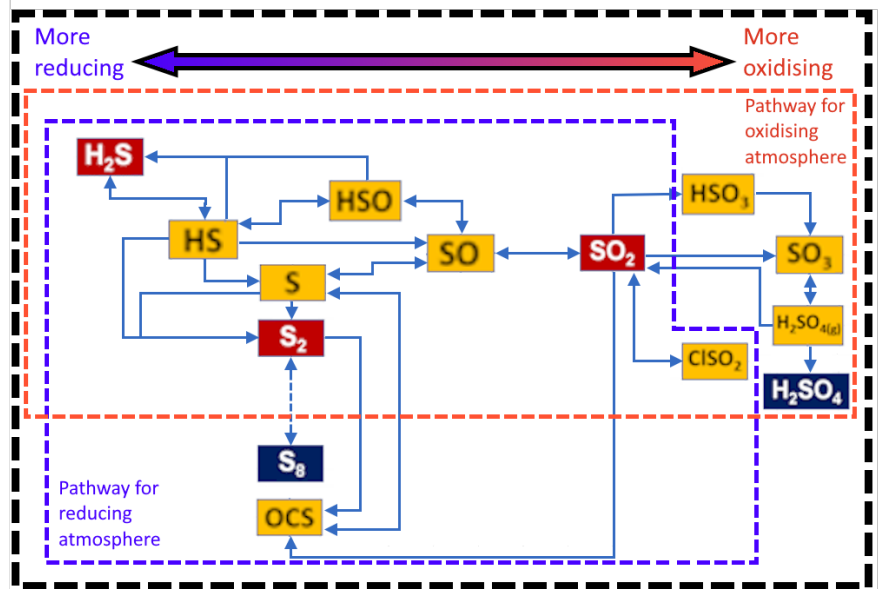 More
reducing
More
oxidising
Pathway for
oxidising
atmosphere
H₂S
HSO
HSO₃
HS
SO
SO₂
SO₃
S
S₂
H₂SO₄(g)
ClSO₂
H₂SO₄
S₈
Pathway for
reducing
atmosphere
OCS